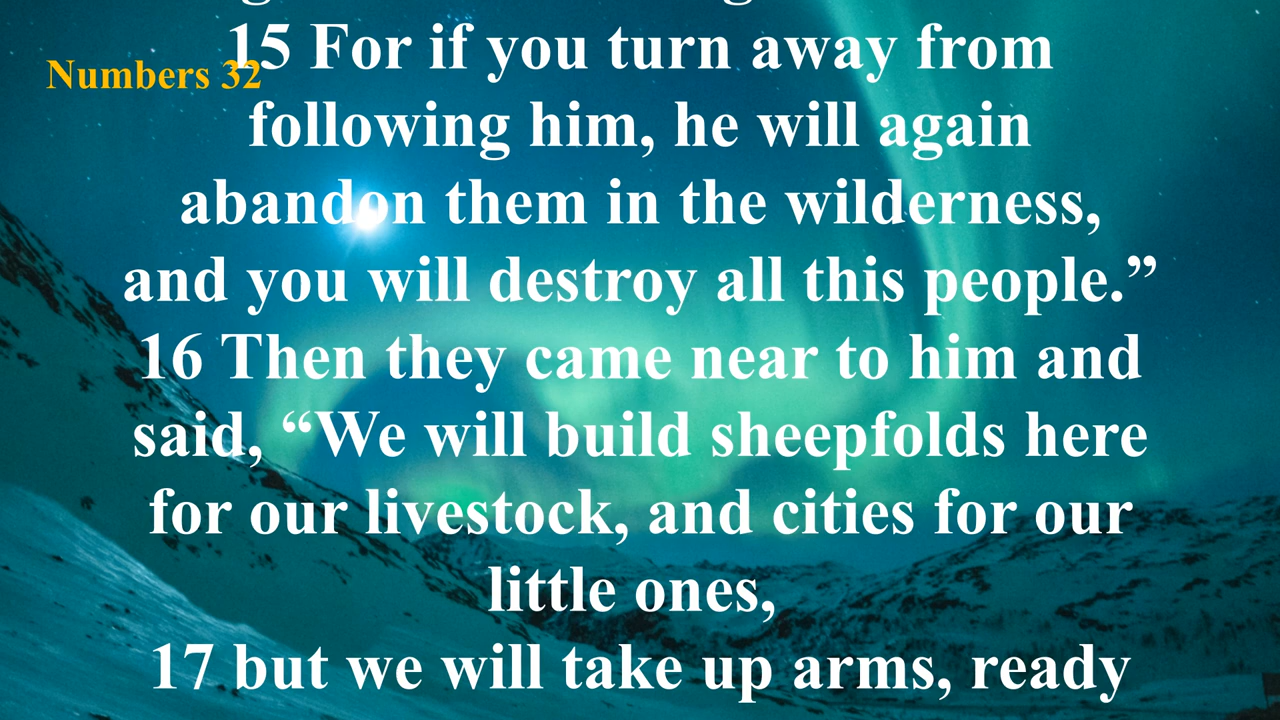 15 For if you turn away from
Numbers 32
following him, he will again
abandon them in the wilderness,
and you will destroy all this people.”
16 Then they came near to him and
said, “We will build sheepfolds here
for our livestock, and cities for our
little ones,
17 but we will take up arms, ready